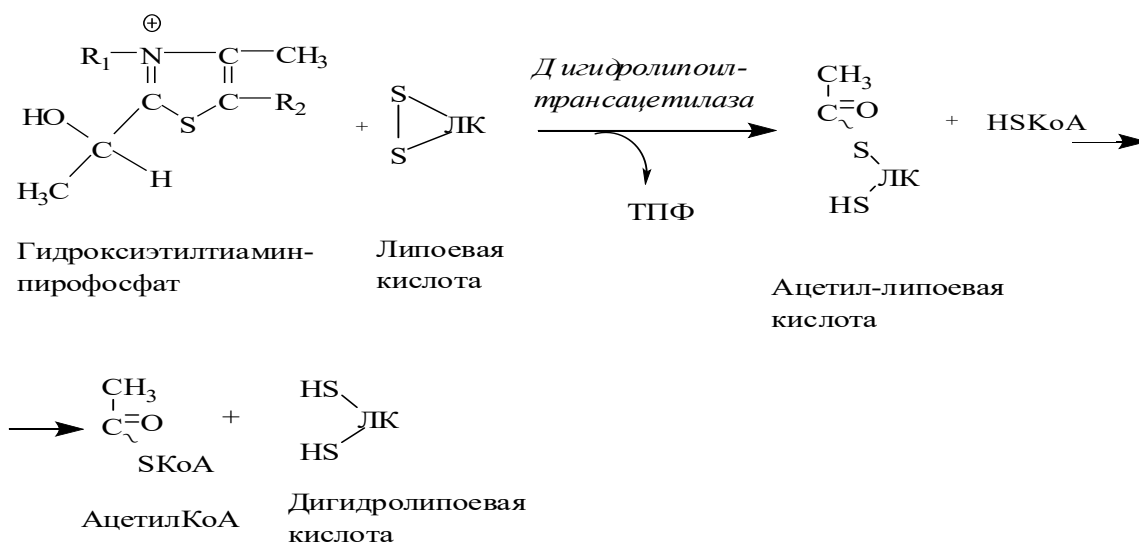 ⊕
R₁ N C CH₃
Дигидролипоил-
трансацетилаза
C C R₂
S
HO
C
H₃C H
+
S
S ЛК
ТПФ
CH₃
C=O
S
ЛК
HS
+ HSKoA
Гидроксиэтилтиамин-
пирофосфат
Липоевая
кислота
Ацетил-липоевая
кислота
CH₃
C=O
SКоА
+
HS
ЛК
HS
АцетилКоА
Дигидролипоевая
кислота